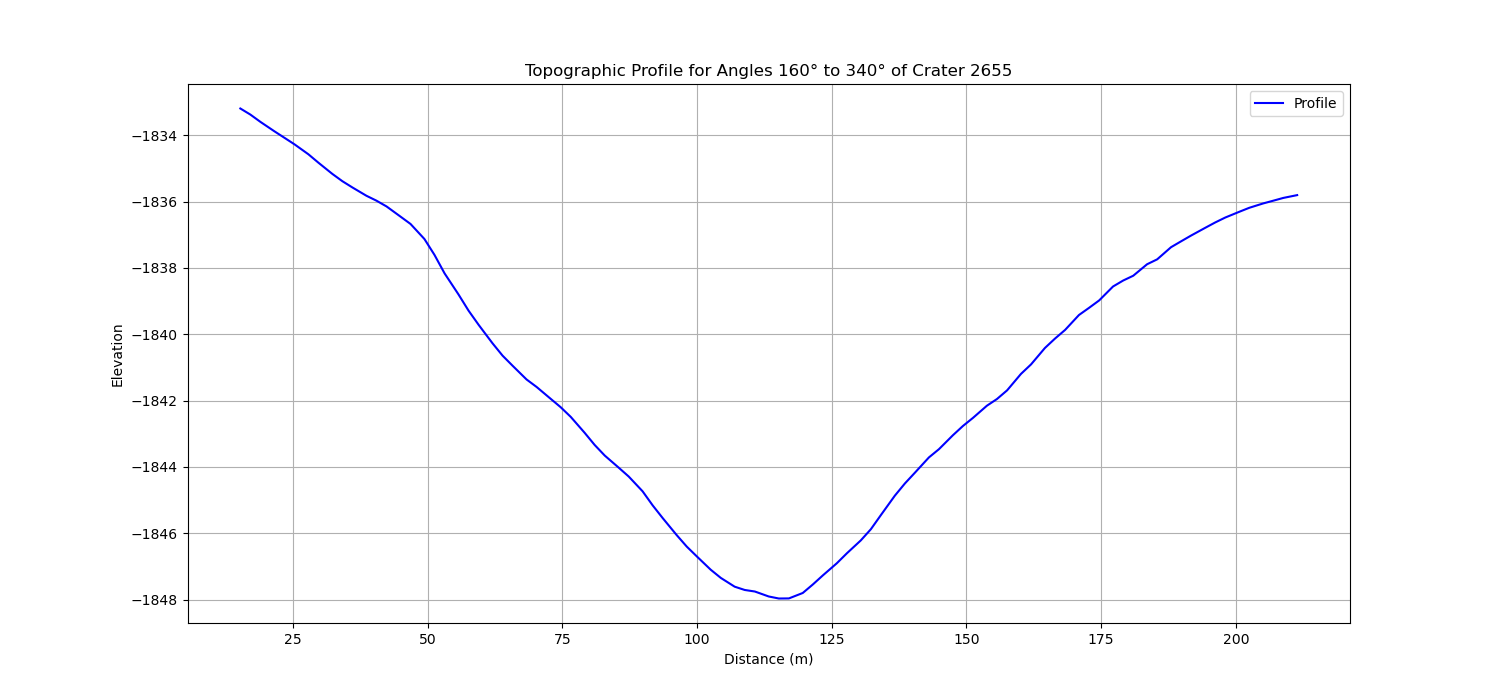 Topographic Profile for Angles 160° to 340° of Crater 2655
Profile
−1834
−1836
−1838
−1840
−1842
−1844
−1846
−1848
Elevation
25 50 75 100 125 150 175 200
Distance (m)